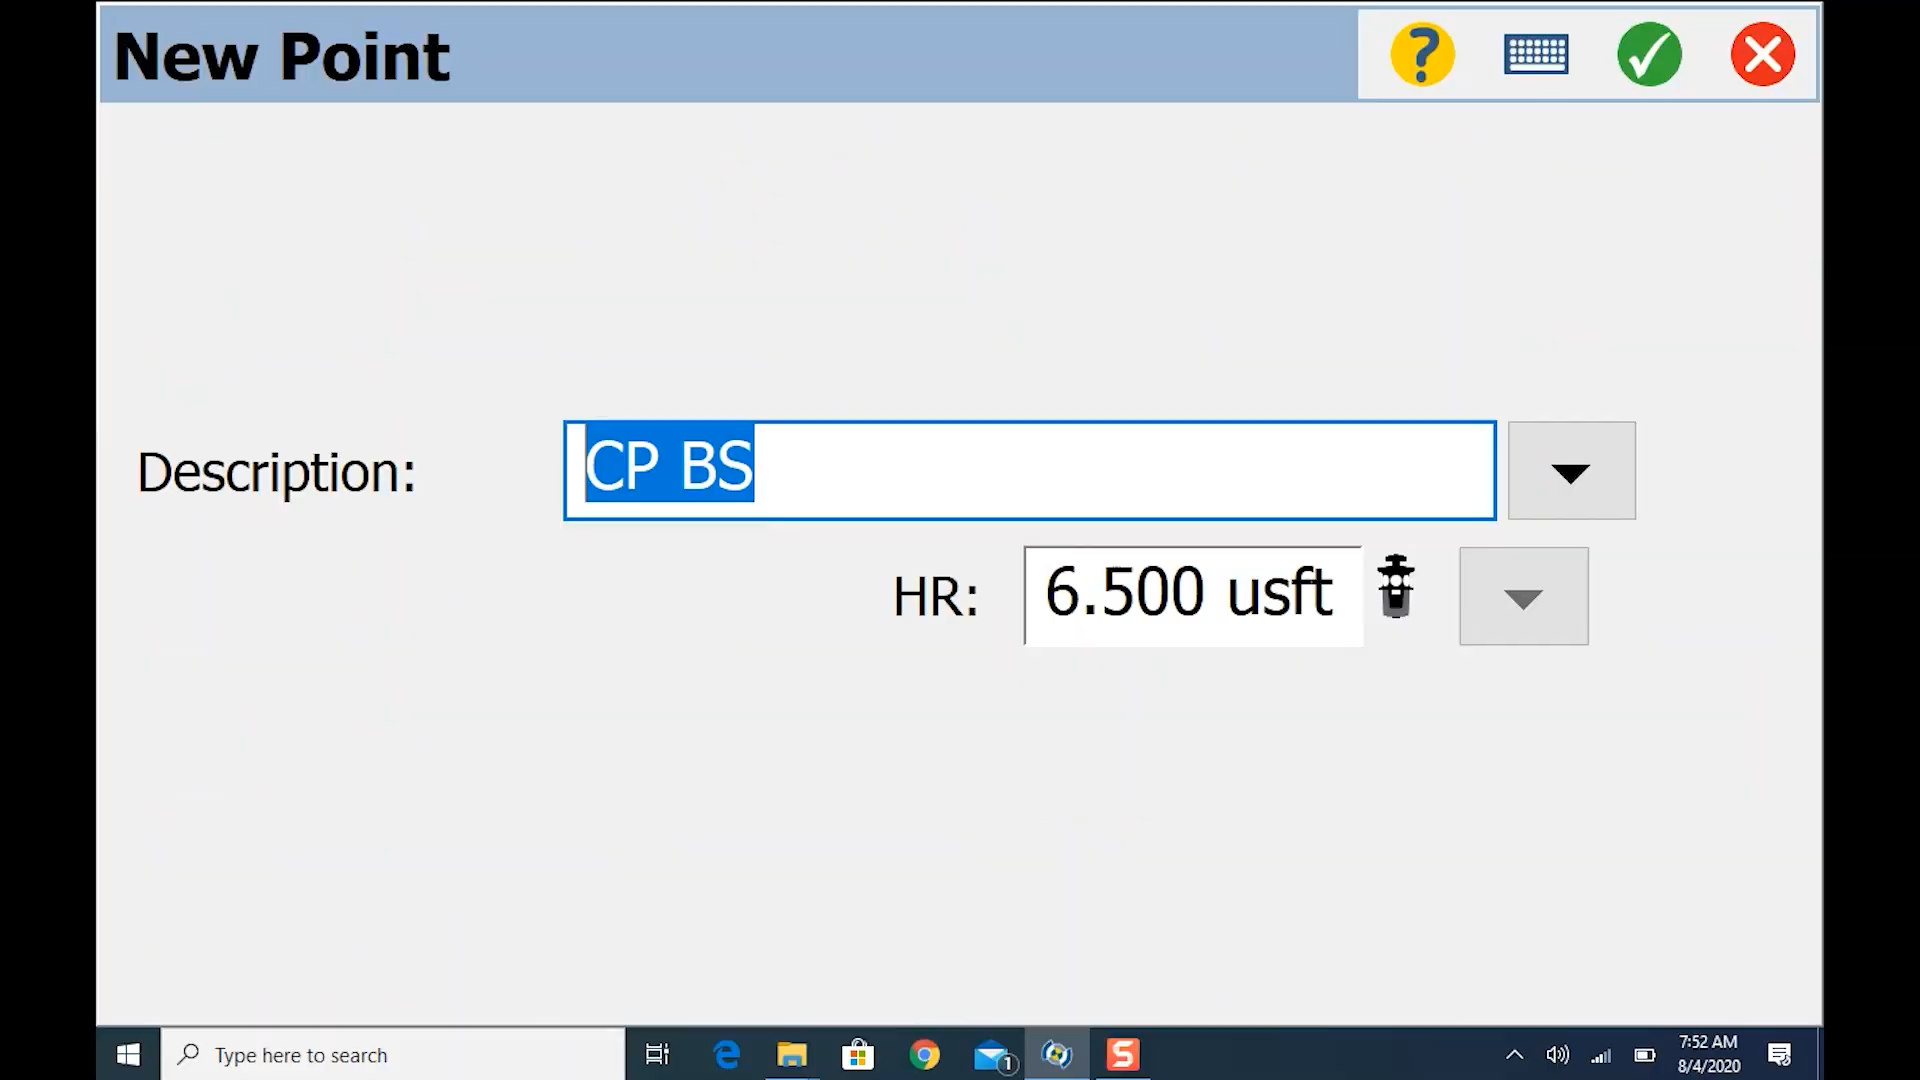 New Point
Description:
CP BS
HR:
6.500 usft
Type here to search
1
7:52 AM
8/4/2020